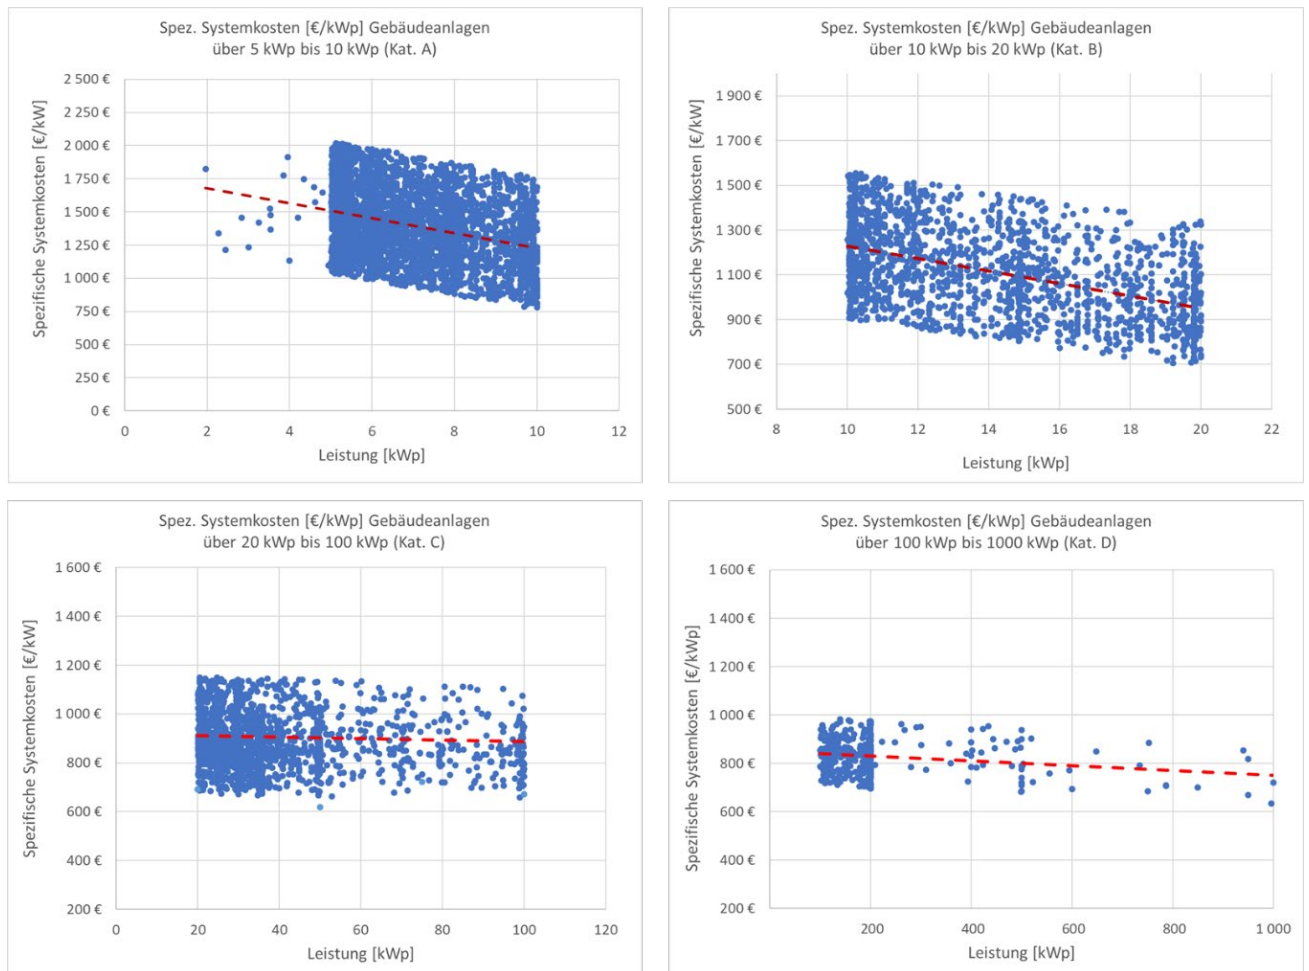 Spez. Systemkosten [€/kWp] Gebäudeanlagen
über 5 kWp bis 10 kWp (Kat. A)
2 500 €
2 250 €
2 000 €
1 750 €
1 500 €
1 250 €
1 000 €
750 €
500 €
250 €
0 €
Spezifische Systemkosten [€/kW]
0 2 4 6 8 10 12
Leistung [kWp]
Spez. Systemkosten [€/kWp] Gebäudeanlagen
über 10 kWp bis 20 kWp (Kat. B)
1 900 €
1 700 €
1 500 €
1 300 €
1 100 €
900 €
700 €
500 €
Spezifische Systemkosten [€/kW]
8 10 12 14 16 18 20 22
Leistung [kWp]
Spez. Systemkosten [€/kWp] Gebäudeanlagen
über 20 kWp bis 100 kWp (Kat. C)
1 600 €
1 400 €
1 200 €
1 000 €
800 €
600 €
400 €
200 €
Spezifische Systemkosten [€/kW]
0 20 40 60 80 100 120
Leistung [kWp]
Spez. Systemkosten [€/kWp] Gebäudeanlagen
über 100 kWp bis 1000 kWp (Kat. D)
1 600 €
1 400 €
1 200 €
1 000 €
800 €
600 €
400 €
200 €
Spezifische Systemkosten [€/kWp]
200 400 600 800 1 000
Leistung [kWp]